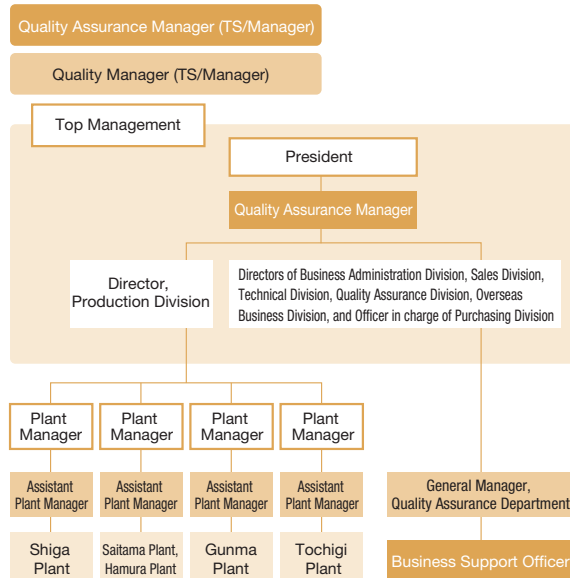 Quality Assurance Manager (TS/Manager)
Quality Manager (TS/Manager)
Top Management
President
Quality Assurance Manager
Director,
Production Division
Directors of Business Administration Division, Sales Division,
Technical Division, Quality Assurance Division, Overseas
Business Division, and Officer in charge of Purchasing Division
Plant
Manager
Plant
Manager
Plant
Manager
Plant
Manager
Assistant
Plant Manager
Assistant
Plant Manager
Assistant
Plant Manager
Assistant
Plant Manager
General Manager,
Quality Assurance Department
Shiga
Plant
Saitama Plant,
Hamura Plant
Gunma
Plant
Tochigi
Plant
Business Support Officer